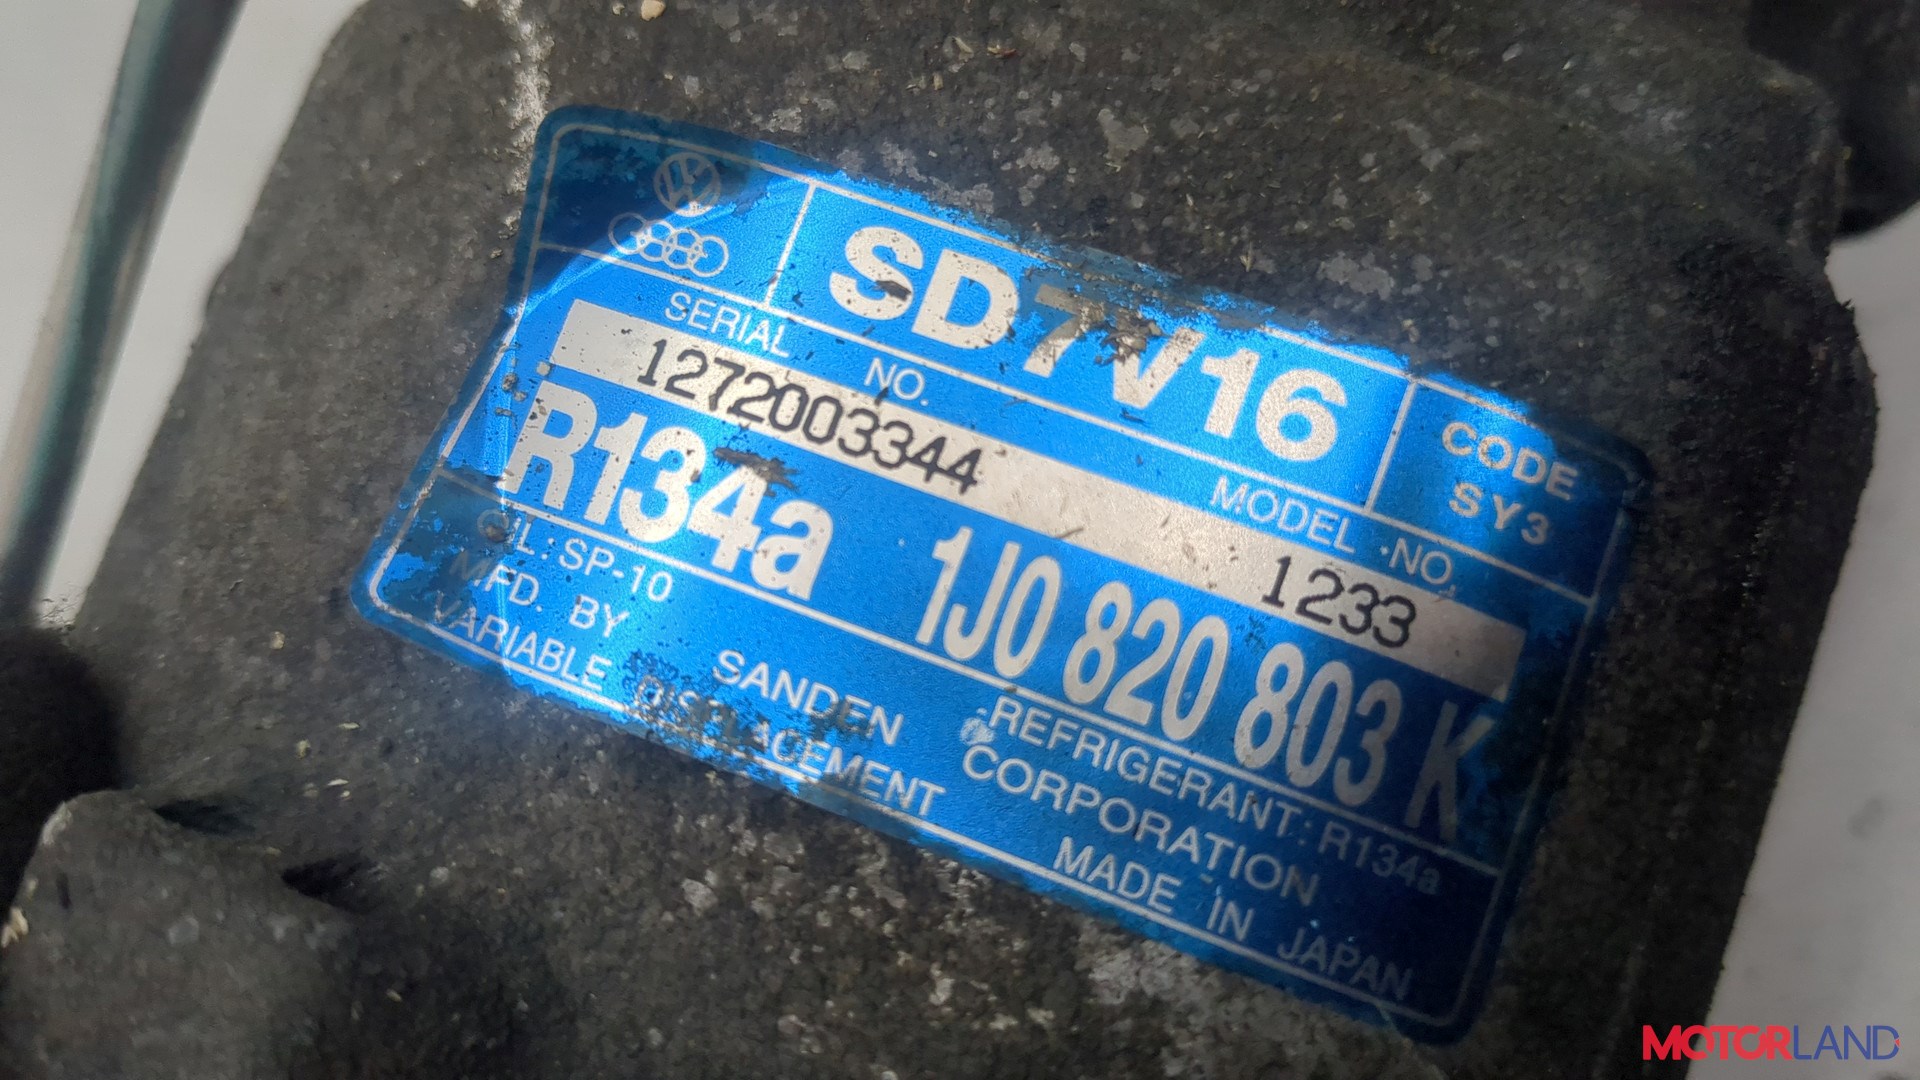 SD7V16
CODE
SY3
SERIAL NO.
MODEL NO.
1272003344
1233
R134a 1J0 820 803 K
OIL: SP-10
REFRIGERANT: R134a
MFD. BY SANDEN CORPORATION
VARIABLE DISPLACEMENT MADE IN JAPAN
MOTORLAND